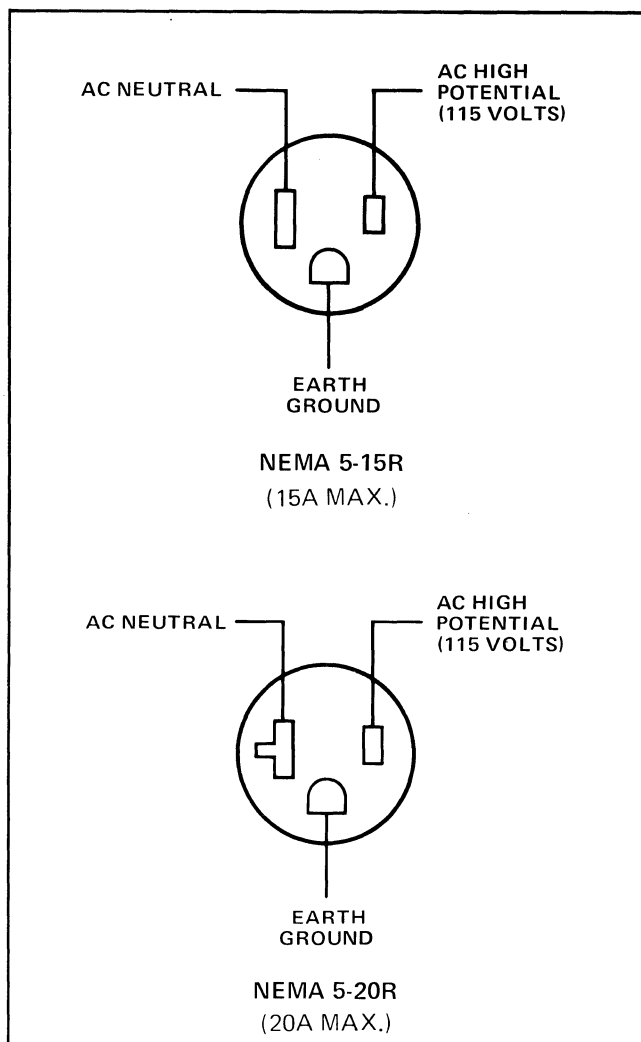 AC NEUTRAL
AC HIGH
POTENTIAL
(115 VOLTS)
EARTH
GROUND
NEMA 5-15R
(15A MAX.)
AC NEUTRAL
AC HIGH
POTENTIAL
(115 VOLTS)
EARTH
GROUND
NEMA 5-20R
(20A MAX.)